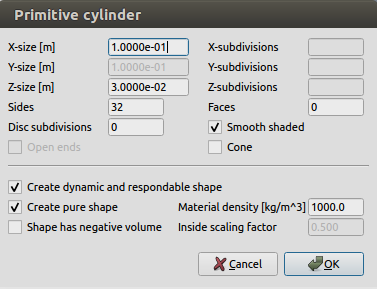 Primitive cylinder
X-size [m] 1.0000e-01 X-subdivisions
Y-size [m] 1.0000e-01 Y-subdivisions
Z-size [m] 3.0000e-02 Z-subdivisions
Sides 32 Faces 0
Disc subdivisions 0 Smooth shaded
Open ends Cone
Create dynamic and respondable shape
Create pure shape Material density [kg/m^3] 1000.0
Shape has negative volume Inside scaling factor 0.500
Cancel OK